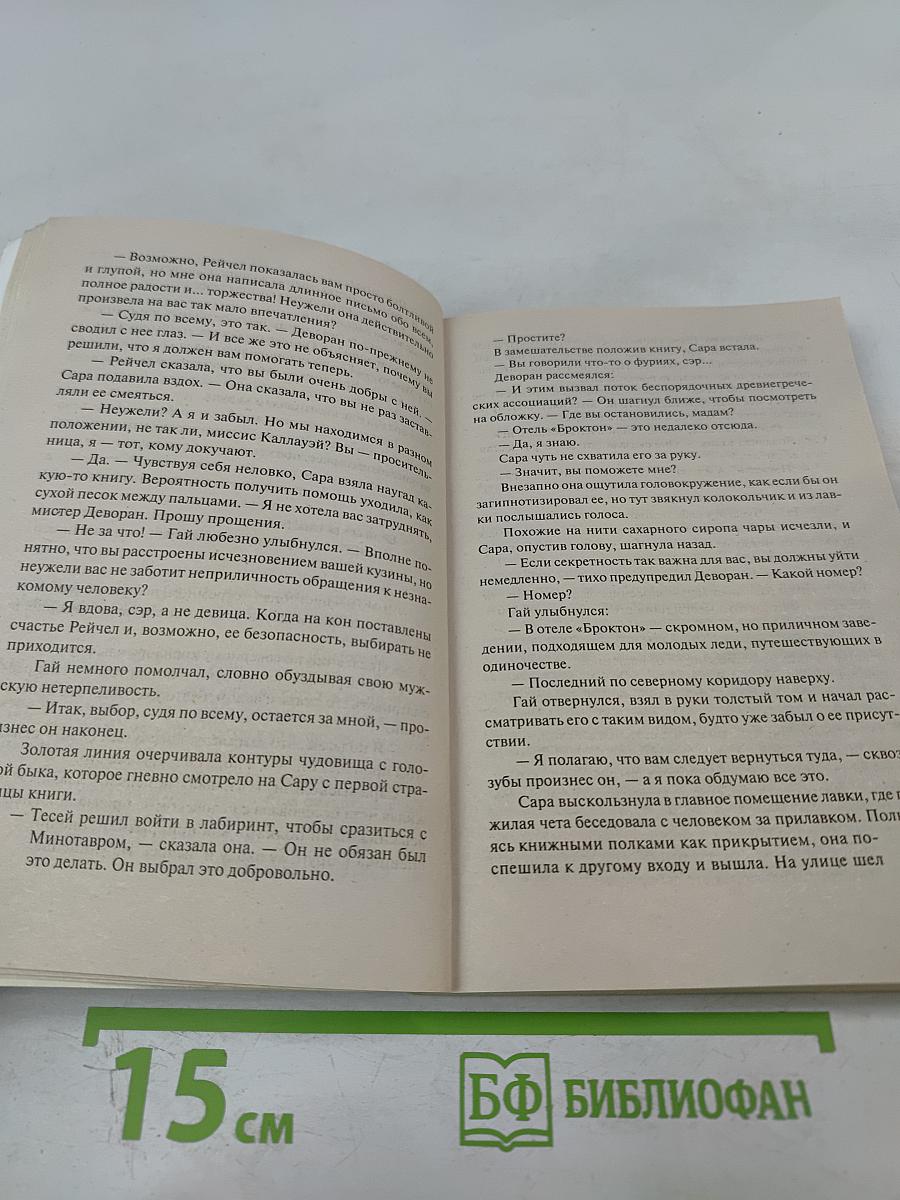 — Возможно, Рейчел показалась вам просто болтливой
и глупой, но мне она написала длинное письмо обо всем,
полное радости и... торжества! Неужели она действительно
произвела на вас так мало впечатления?
— Судя по всему, это так. — Деворан по-прежнему не
сводил с нее глаз. — И все же это не объясняет, почему вы
решили, что я должен вам помогать теперь.
— Рейчел сказала, что вы были очень добры с ней. —
Сара подавила вздох. — Она сказала, что вы не раз застав-
ляли ее смеяться.
— Неужели? А я и забыл. Но мы находимся в разном
положении, не так ли, миссис Каллауэй? Вы — проситель-
ница, я — тот, кому докучают.
— Да. — Чувствуя себя неловко, Сара взяла наугад ка-
кую-то книгу. Вероятность получить помощь уходила, как
сухой песок между пальцами. — Я не хотела вас затруднять,
мистер Деворан. Прошу прощения.
— Не за что! — Гай любезно улыбнулся. — Вполне по-
нятно, что вы расстроены исчезновением вашей кузины, но
неужели вас не заботит неприличность обращения к незна-
комому человеку?
— Я вдова, сэр, а не девица. Когда на кон поставлены
счастье Рейчел и, возможно, ее безопасность, выбирать не
приходится.
Гай немного помолчал, словно обуздывая свою муж-
скую нетерпеливость.
— Итак, выбор, судя по всему, остается за мной, — про-
изнес он наконец.
Золотая линия очерчивала контуры чудовища с голо-
ой быка, которое гневно смотрело на Сару с первой стра-
ицы книги.
— Тесей решил войти в лабиринт, чтобы сразиться с
Минотавром, — сказала она. — Он не обязан был
это делать. Он выбрал это добровольно.
— Простите?
В замешательстве положив книгу, Сара встала.
— Вы говорили что-то о фуриях, сэр...
Деворан рассмеялся:
— И этим вызвал поток беспорядочных древнегрече-
ских ассоциаций? — Он шагнул ближе, чтобы посмотреть
на обложку. — Где вы остановились, мадам?
— Отель «Броктон» — это недалеко отсюда.
— Да, я знаю.
Сара чуть не схватила его за руку.
— Значит, вы поможете мне?
Внезапно она ощутила головокружение, как если бы он
загипнотизировал ее, но тут звякнул колокольчик и из лав-
ки послышались голоса.
Похожие на нити сахарного сиропа чары исчезли, и
Сара, опустив голову, шагнула назад.
— Если секретность так важна для вас, вы должны уйти
немедленно, — тихо предупредил Деворан. — Какой номер?
— Номер?
Гай улыбнулся:
— В отеле «Броктон» — скромном, но приличном заве-
дении, подходящем для молодых леди, путешествующих в
одиночестве.
— Последний по северному коридору наверху.
Гай отвернулся, взял в руки толстый том и начал рас-
сматривать его с таким видом, будто уже забыл о ее присут-
ствии.
— Я полагаю, что вам следует вернуться туда, — сквоз
зубы произнес он, — а я пока обдумаю все это.
Сара выскользнула в главное помещение лавки, где п
жилая чета беседовала с человеком за прилавком. Поль
ясь книжными полками как прикрытием, она по-
спешила к другому входу и вышла. На улице шел
15 см
БФ БИБЛИОФАН